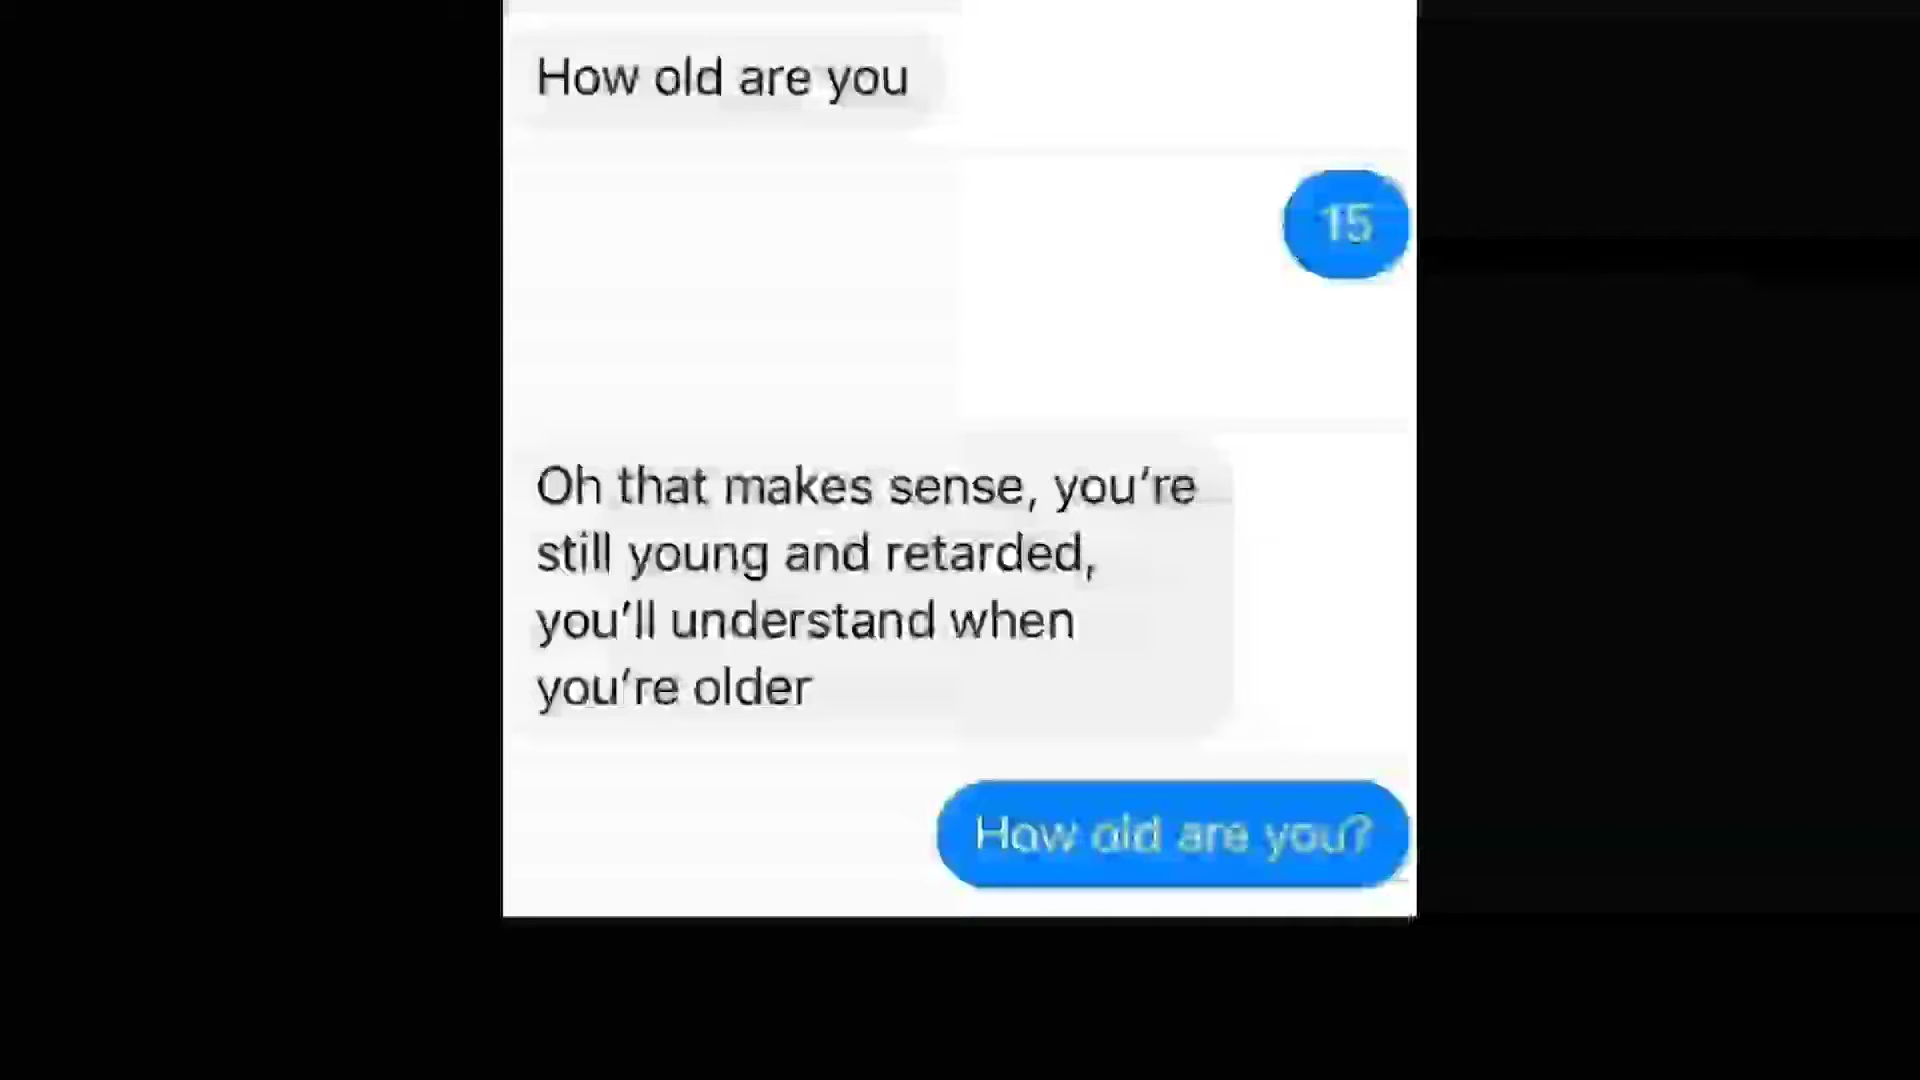 How old are you
15
Oh that makes sense, you're
still young and retarded,
you'll understand when
you're older
How old are you?